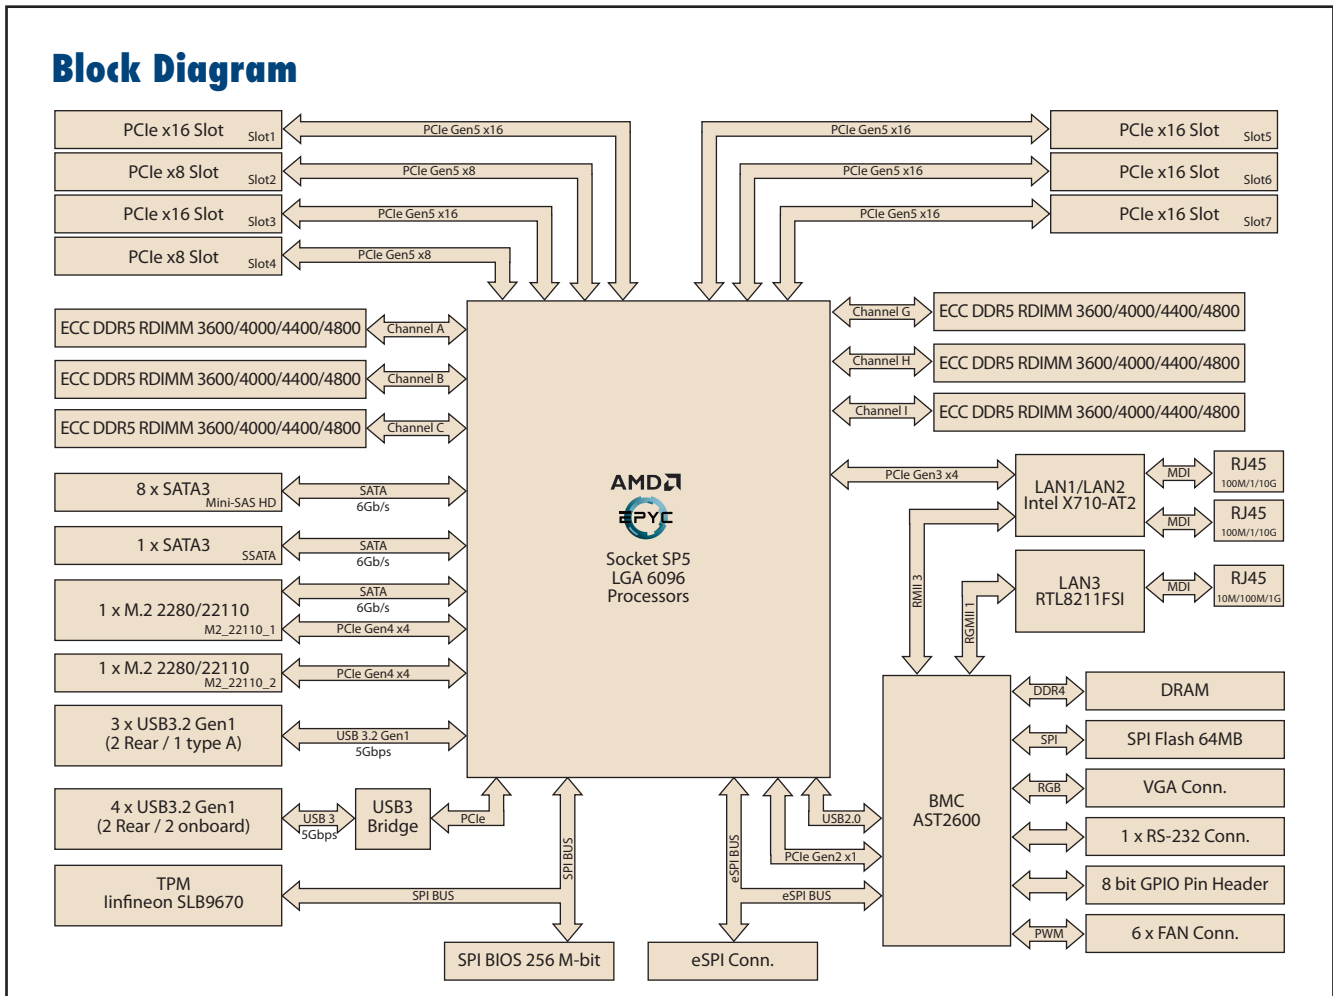 Block Diagram
PCIe x16 Slot Slot1
PCIe Gen5 x16
PCIe x8 Slot Slot2
PCIe Gen5 x8
PCIe x16 Slot Slot3
PCIe Gen5 x16
PCIe x8 Slot Slot4
PCIe Gen5 x8
PCIe Gen5 x16
PCIe x16 Slot Slot5
PCIe Gen5 x16
PCIe x16 Slot Slot6
PCIe Gen5 x16
PCIe x16 Slot Slot7
ECC DDR5 RDIMM 3600/4000/4400/4800
Channel A
ECC DDR5 RDIMM 3600/4000/4400/4800
Channel B
ECC DDR5 RDIMM 3600/4000/4400/4800
Channel C
Channel G
ECC DDR5 RDIMM 3600/4000/4400/4800
Channel H
ECC DDR5 RDIMM 3600/4000/4400/4800
Channel I
ECC DDR5 RDIMM 3600/4000/4400/4800
8 x SATA3
Mini-SAS HD
SATA
6Gb/s
1 x SATA3
SSATA
SATA
6Gb/s
1 x M.2 2280/22110
M2_22110_1
SATA
6Gb/s
PCIe Gen4 x4
1 x M.2 2280/22110
M2_22110_2
PCIe Gen4 x4
3 x USB3.2 Gen1
(2 Rear / 1 type A)
USB 3.2 Gen1
5Gbps
4 x USB3.2 Gen1
(2 Rear / 2 onboard)
USB 3
5Gbps
USB3
Bridge
PCIe
TPM
Iinfineon SLB9670
SPI BUS
SPI BUS
SPI BIOS 256 M-bit
AMD
EPYC
Socket SP5
LGA 6096
Processors
PCIe Gen3 x4
LAN1/LAN2
Intel X710-AT2
MDI
RJ45
100M/1/10G
MDI
RJ45
100M/1/10G
LAN3
RTL8211FSI
MDI
RJ45
10M/100M/1G
RMII 3
RGMII 1
USB2.0
PCIe Gen2 x1
eSPI BUS
eSPI BUS
eSPI Conn.
BMC
AST2600
DDR4
DRAM
SPI
SPI Flash 64MB
RGB
VGA Conn.
1 x RS-232 Conn.
8 bit GPIO Pin Header
PWM
6 x FAN Conn.